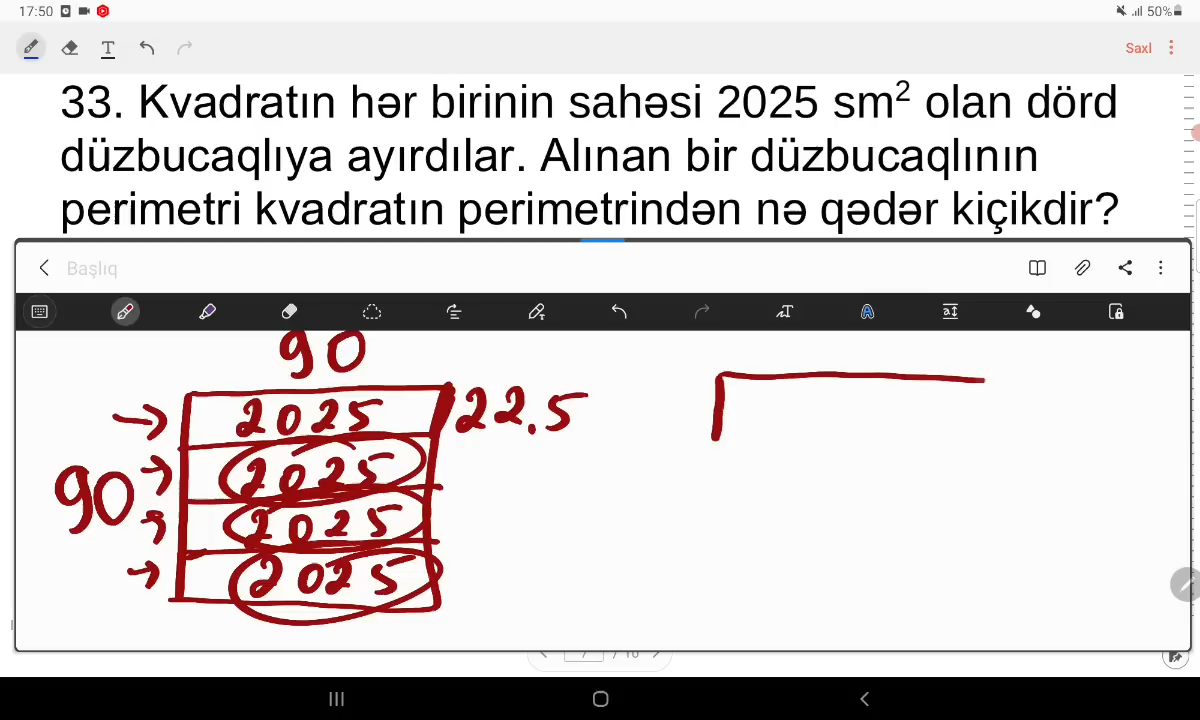 17:50
50%
Saxl
33. Kvadratın hər birinin sahəsi 2025 sm² olan dörd
düzbucaqlıya ayırdılar. Alınan bir düzbucaqlının
perimetri kvadratın perimetrindən nə qədər kiçikdir?
Başlıq
90
2025
22.5
2025
90
2025
2025